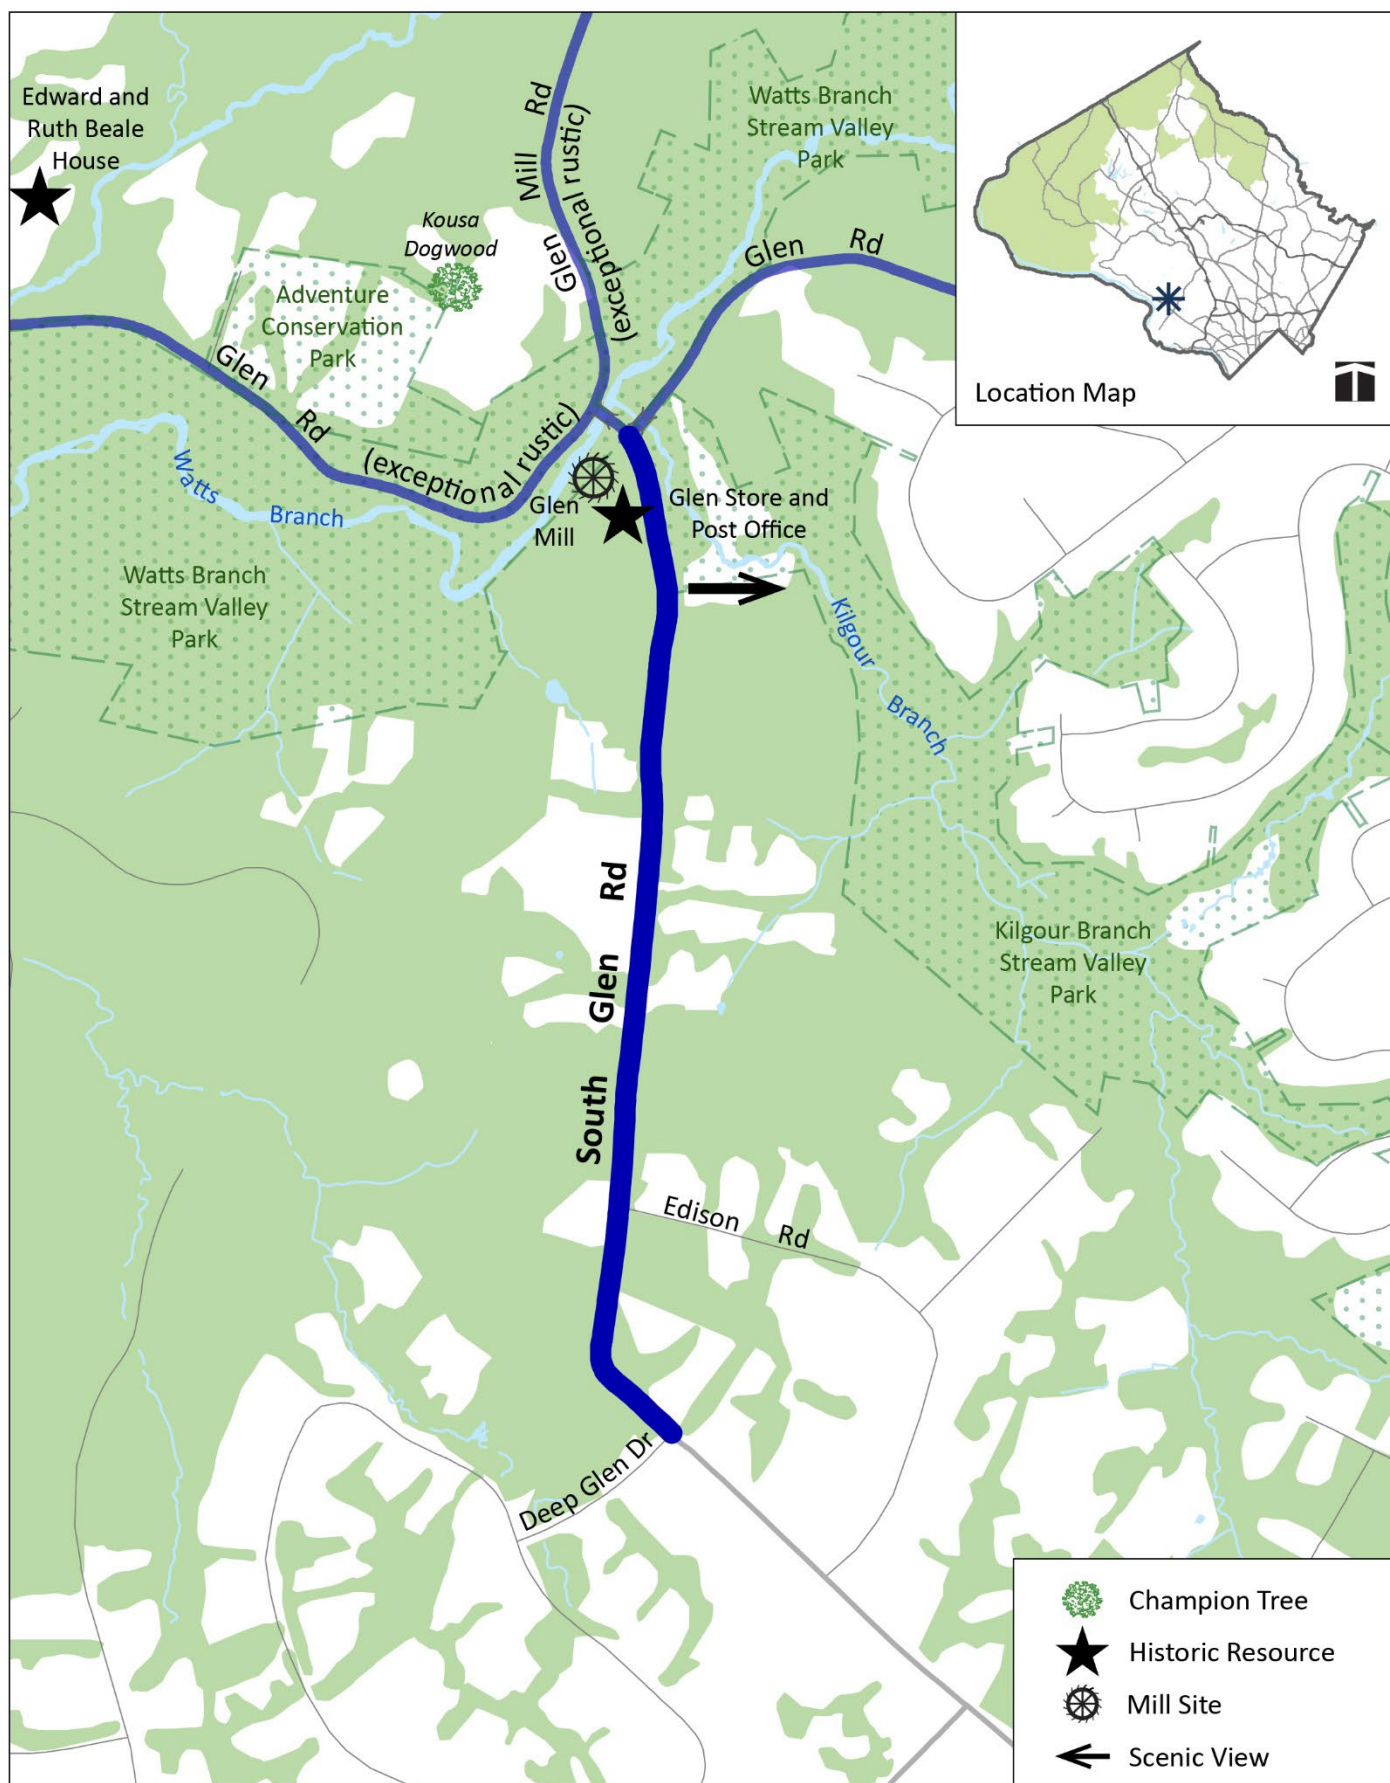 Edward and
Ruth Beale
House
Glen Mill Rd
(exceptional rustic)
Watts Branch
Stream Valley
Park
Location Map
Kousa
Dogwood
Glen Rd
Adventure
Conservation
Park
Glen Rd (exceptional rustic)
Watts Branch
Glen
Mill
Glen Store and
Post Office
Watts Branch
Stream Valley
Park
Kilgour Branch
South Glen Rd
Kilgour Branch
Stream Valley
Park
Edison Rd
Deep Glen Dr
Champion Tree
Historic Resource
Mill Site
Scenic View